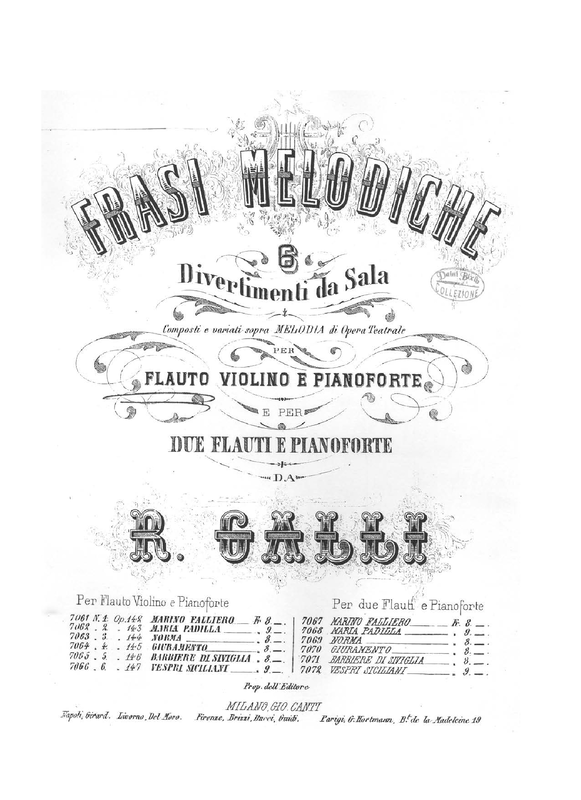 FRASI MELODICHE
6
Divertimenti da Sala
Composti e variati sopra MELODIA di Opera Teatrale
PER
FLAUTO VIOLINO E PIANOFORTE
E PER
DUE FLAUTI E PIANOFORTE
DA
R. GALLI
COLLEZIONE
Per Flauto Violino e Pianoforte
7061 N. 1. Op. 142 MARINO FALLIERO Fr. 8.—
7062 . 2. . 143 MARIA PADILLA . 9.—
7063 . 3. . 144 NORMA . 8.—
7064 . 4. . 145 GIURAMENTO . 8.—
7065 . 5. . 146 BARBIERE DI SIVIGLIA . 8.—
7066 . 6. . 147 VESPRI SICILIANI . 9.—
Per due Flauti e Pianoforte
7067 MARINO FALLIERO Fr. 8.—
7068 MARIA PADILLA . 9.—
7069 NORMA . 8.—
7070 GIURAMENTO . 8.—
7071 BARBIERE DI SIVIGLIA . 8.—
7072 VESPRI SICILIANI . 9.—
Prop. dell'Editore
MILANO, GIO. CANTI
Napoli, Girard. Livorno, Del Moro. Firenze, Brizzi, Ducci, Guidi. Parigi, G. Hartmann, B.d de la Madeleine 19